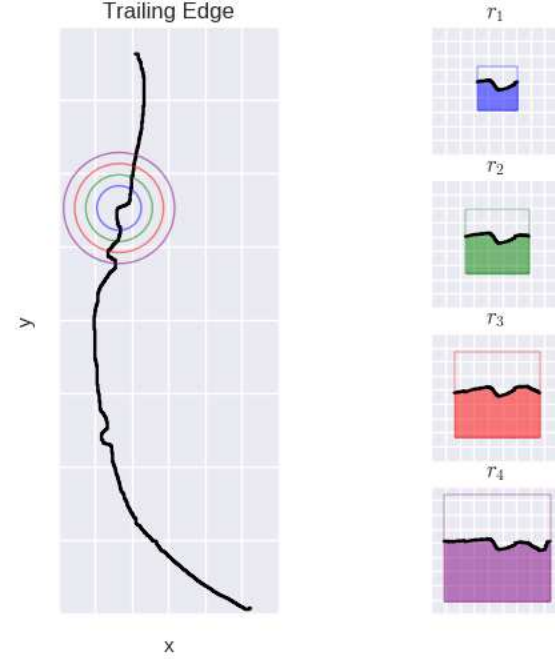 Trailing Edge
y
x
r₁
r₂
r₃
r₄